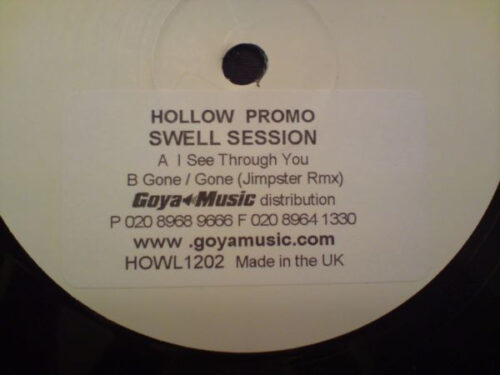 HOLLOW PROMO
SWELL SESSION
A I See Through You
B Gone / Gone (Jimpster Rmx)
Goya Music distribution
P 020 8968 9666 F 020 8964 1330
www .goyamusic.com
HOWL1202 Made in the UK